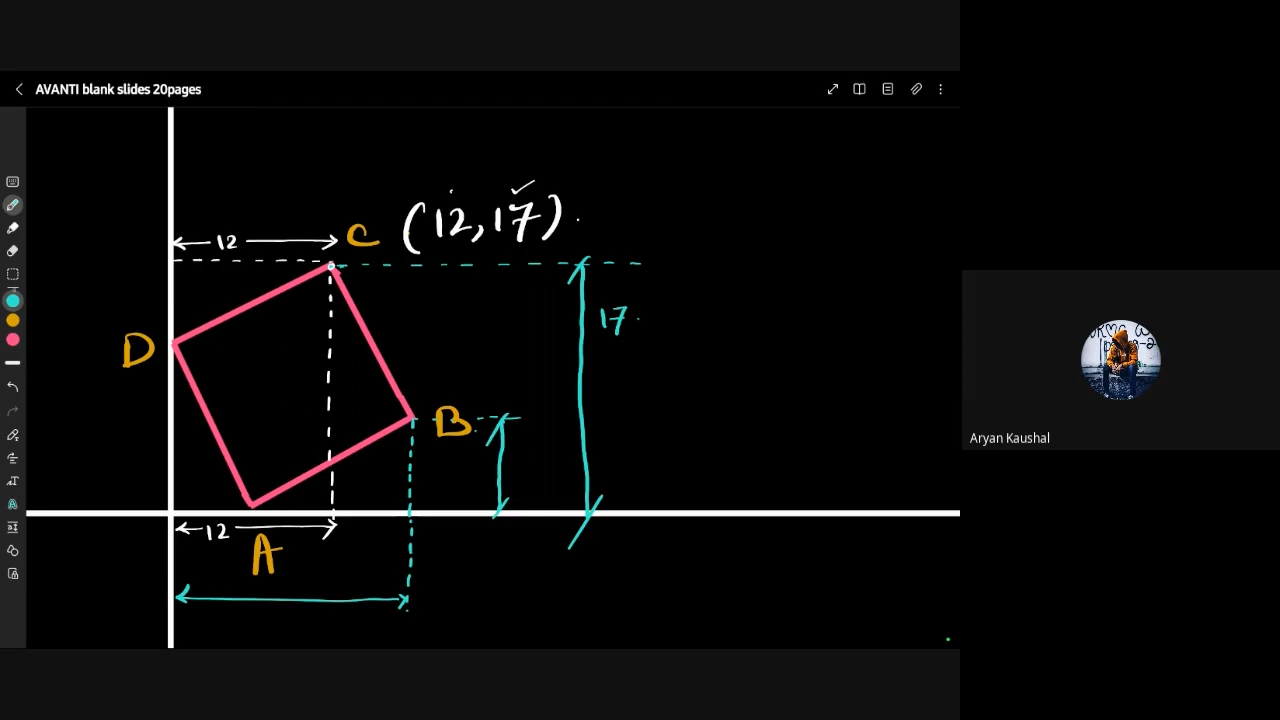 AVANTI blank slides 20pages
C (12,17)
12
17
D
B
12
A
Aryan Kaushal